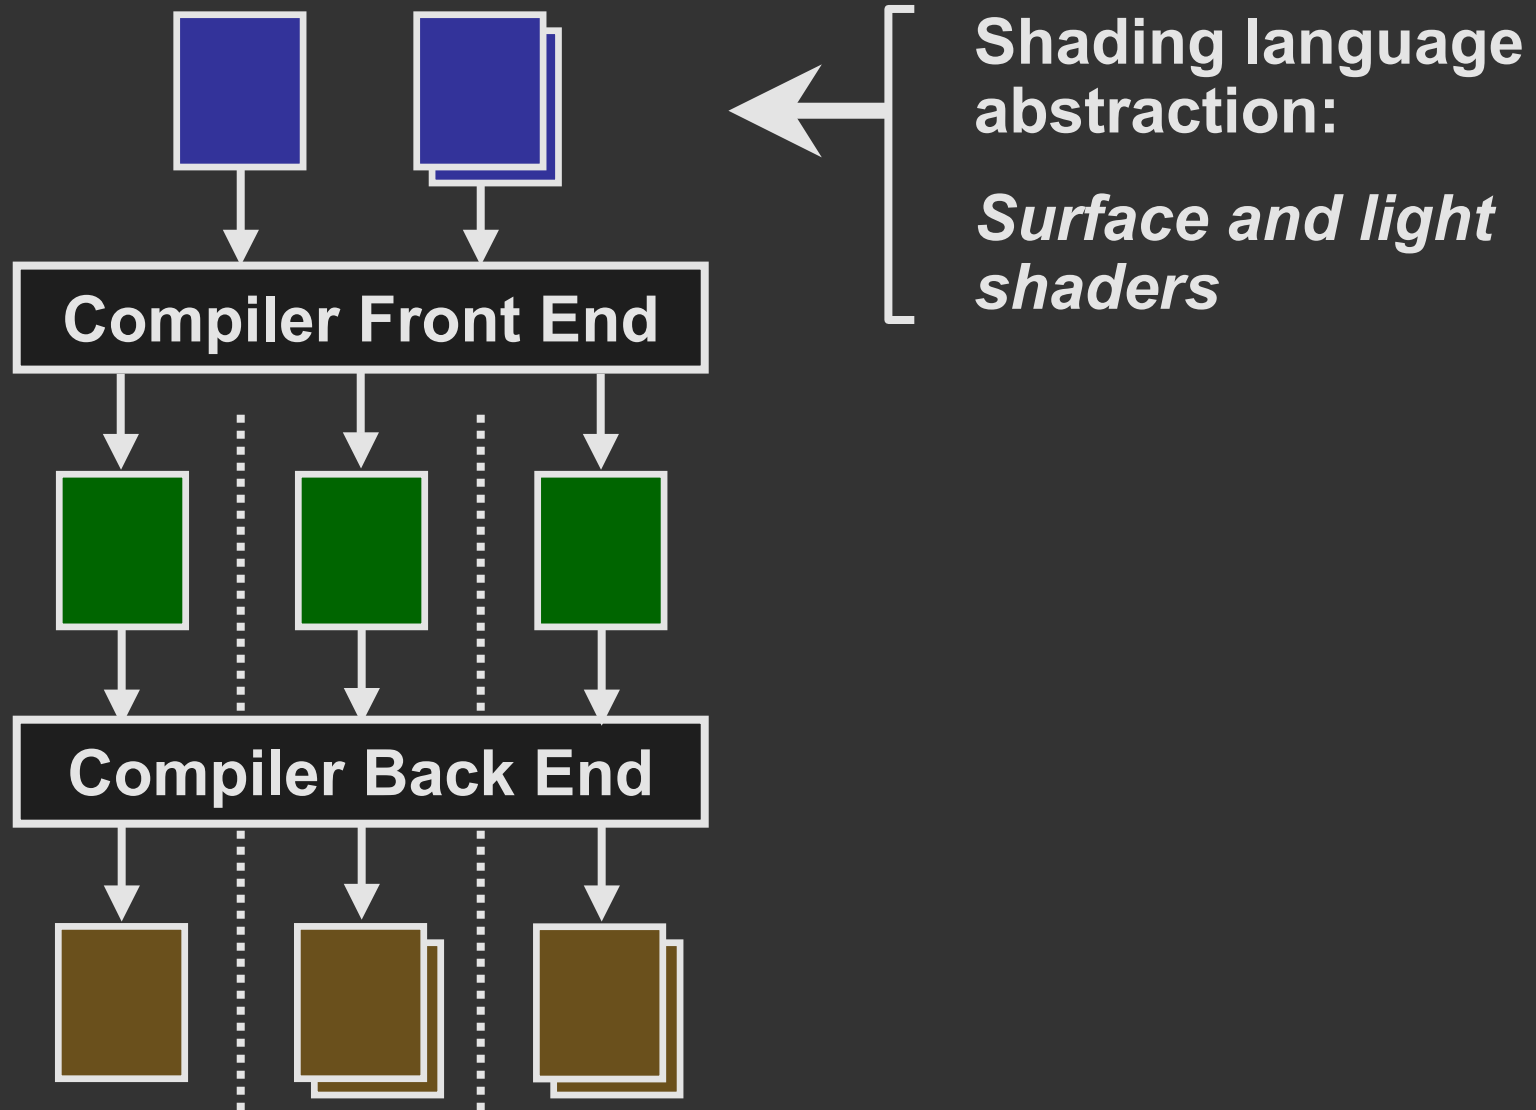 Shading language
abstraction:
Surface and light
shaders
Compiler Front End
Compiler Back End